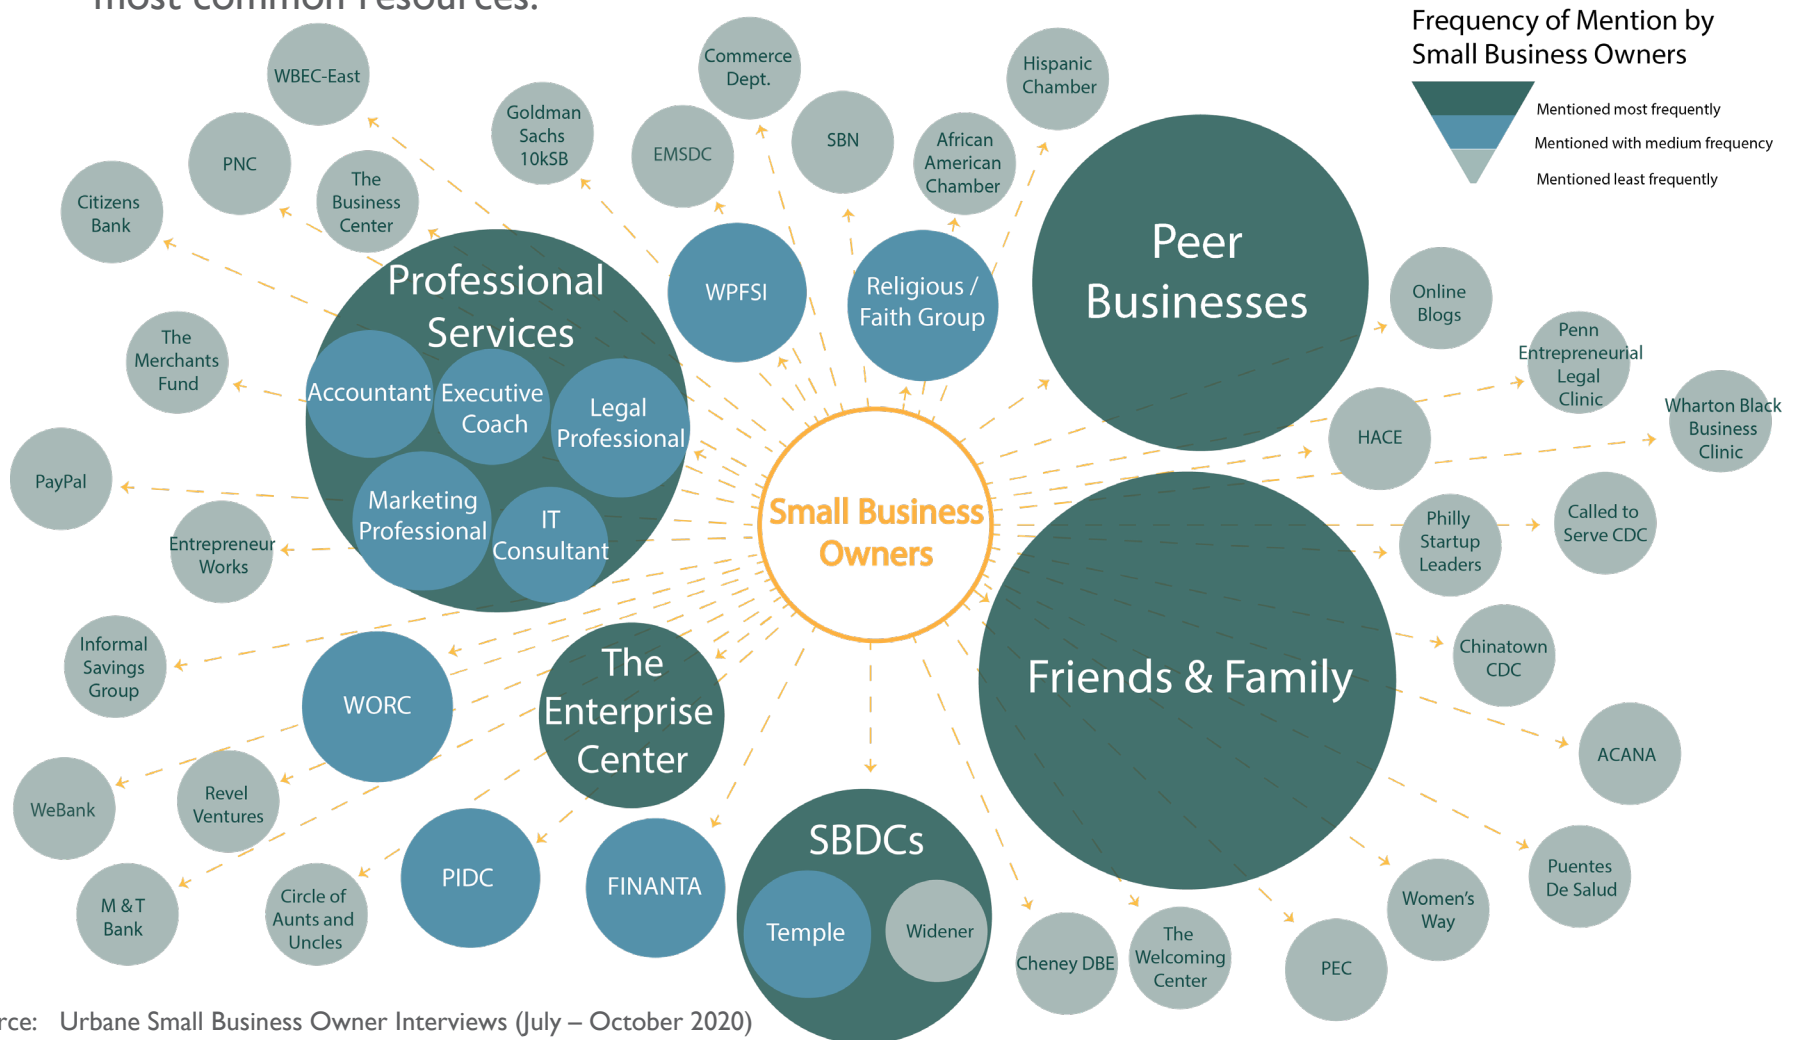 most common resources.
Frequency of Mention by
Small Business Owners
Mentioned most frequently
Mentioned with medium frequency
Mentioned least frequently
WBEC-East
Commerce
Dept.
Hispanic
Chamber
Goldman
Sachs
10kSB
EMSDC
SBN
African
American
Chamber
PNC
The
Business
Center
Citizens
Bank
Professional
Services
Accountant
Executive
Coach
Legal
Professional
Marketing
Professional
IT
Consultant
WPFSI
Religious /
Faith Group
Peer
Businesses
Online
Blogs
Penn
Entrepreneurial
Legal
Clinic
HACE
Wharton Black
Business
Clinic
The
Merchants
Fund
PayPal
Entrepreneur
Works
Small Business
Owners
Philly
Startup
Leaders
Called to
Serve CDC
Informal
Savings
Group
WORC
The
Enterprise
Center
Friends & Family
Chinatown
CDC
ACANA
WeBank
Revel
Ventures
M & T
Bank
Circle of
Aunts and
Uncles
PIDC
FINANTA
SBDCs
Temple
Widener
Cheney DBE
The
Welcoming
Center
PEC
Women's
Way
Puentes
De Salud
rce: Urbane Small Business Owner Interviews (July – October 2020)